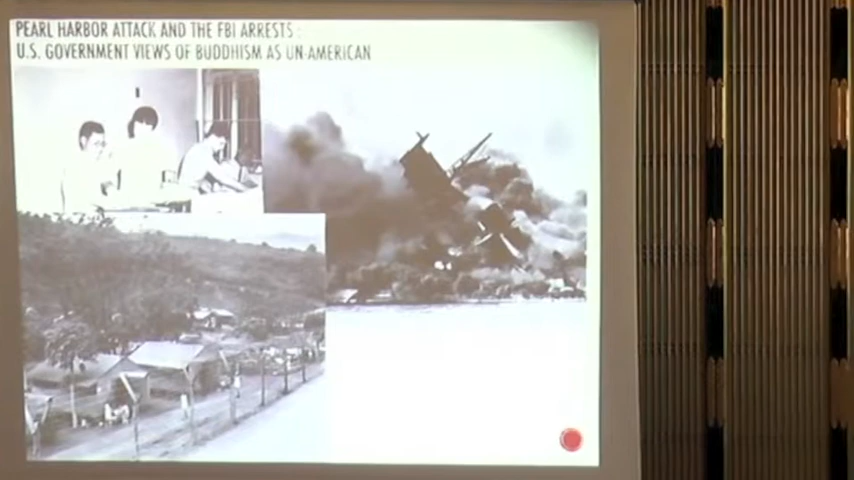 PEARL HARBOR ATTACK AND THE FBI ARRESTS :
U.S. GOVERNMENT VIEWS OF BUDDHISM AS UN-AMERICAN